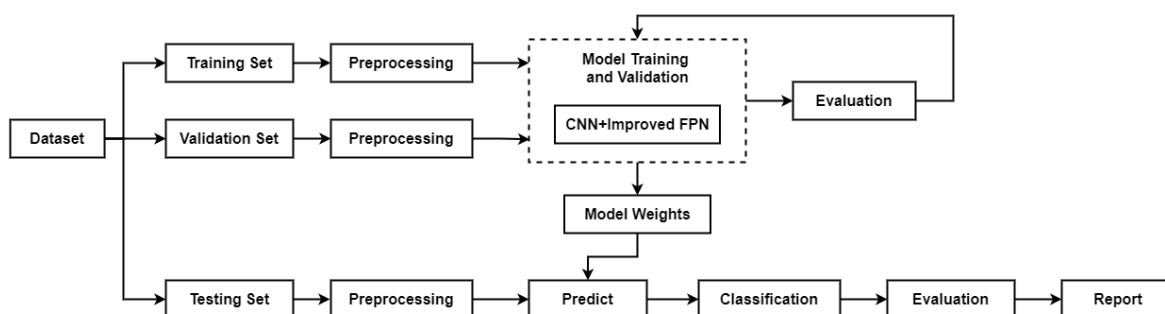 Training Set
Preprocessing
Model Training
and Validation
Evaluation
CNN+Improved FPN
Dataset
Validation Set
Preprocessing
Model Weights
Testing Set
Preprocessing
Predict
Classification
Evaluation
Report